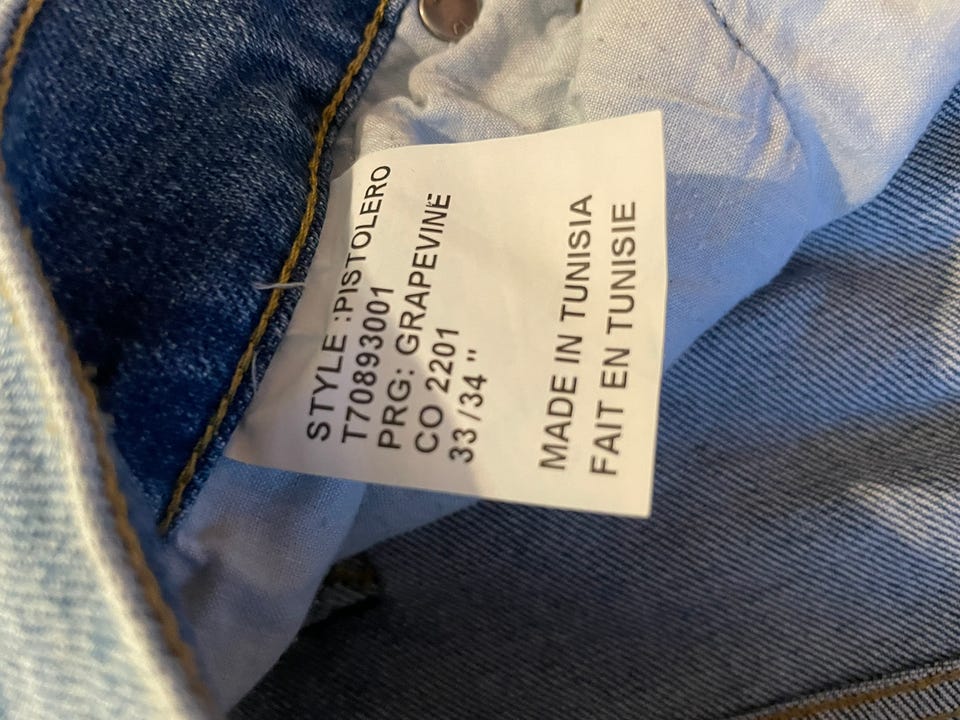 STYLE :PISTOLERO
T70893001
PRG: GRAPEVINE
CO 2201
33/34"
MADE IN TUNISIA
FAIT EN TUNISIE